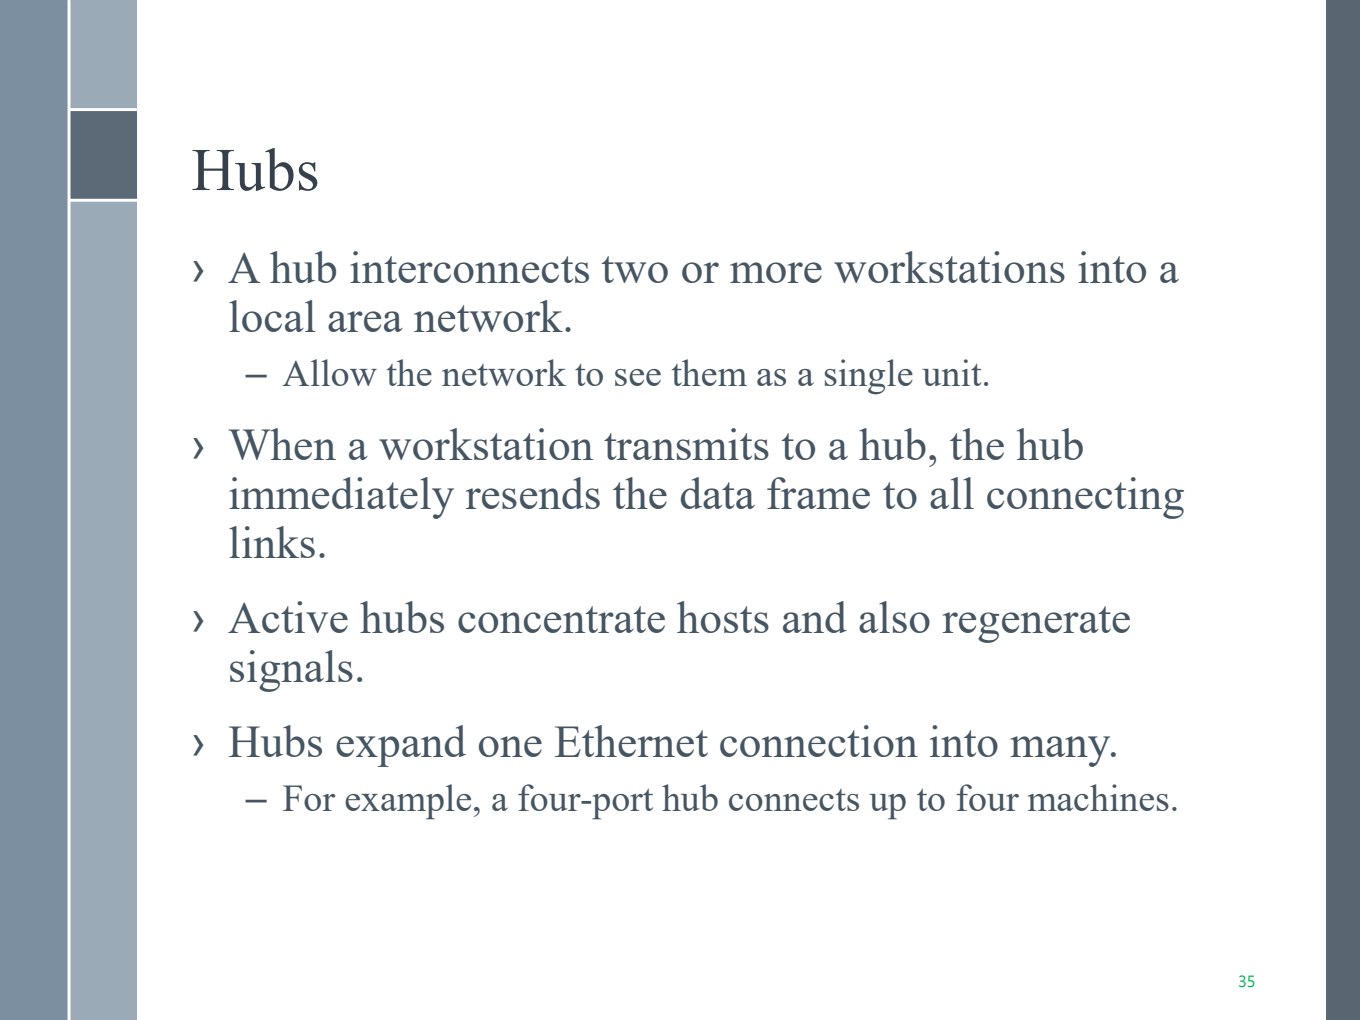 Hubs
› A hub interconnects two or more workstations into a
local area network.
– Allow the network to see them as a single unit.
› When a workstation transmits to a hub, the hub
immediately resends the data frame to all connecting
links.
› Active hubs concentrate hosts and also regenerate
signals.
› Hubs expand one Ethernet connection into many.
– For example, a four-port hub connects up to four machines.
35